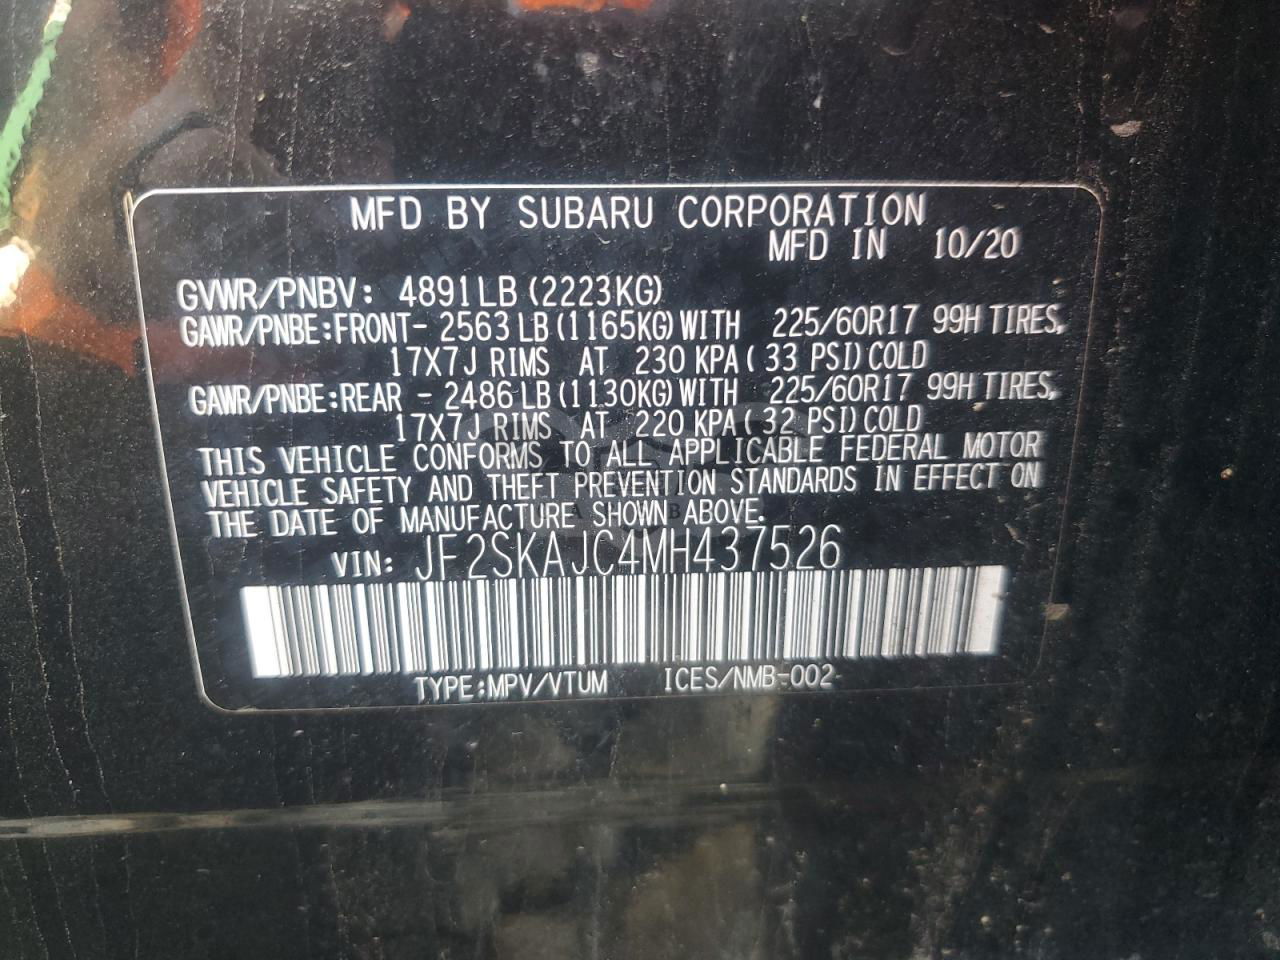 MFD BY SUBARU CORPORATION
MFD IN 10/20
GVWR/PNBV: 4891LB (2223KG)
GAWR/PNBE:FRONT- 2563 LB (1165KG) WITH 225/60R17 99H TIRES,
17X7J RIMS AT 230 KPA ( 33 PSI) COLD
GAWR/PNBE:REAR - 2486 LB (1130KG) WITH 225/60R17 99H TIRES,
17X7J RIMS AT 220 KPA ( 32 PSI) COLD
THIS VEHICLE CONFORMS TO ALL APPLICABLE FEDERAL MOTOR
VEHICLE SAFETY AND THEFT PREVENTION STANDARDS IN EFFECT ON
THE DATE OF MANUFACTURE SHOWN ABOVE.
VIN: JF2SKAJC4MH437526
TYPE:MPV/VTUM ICES/NMB-002